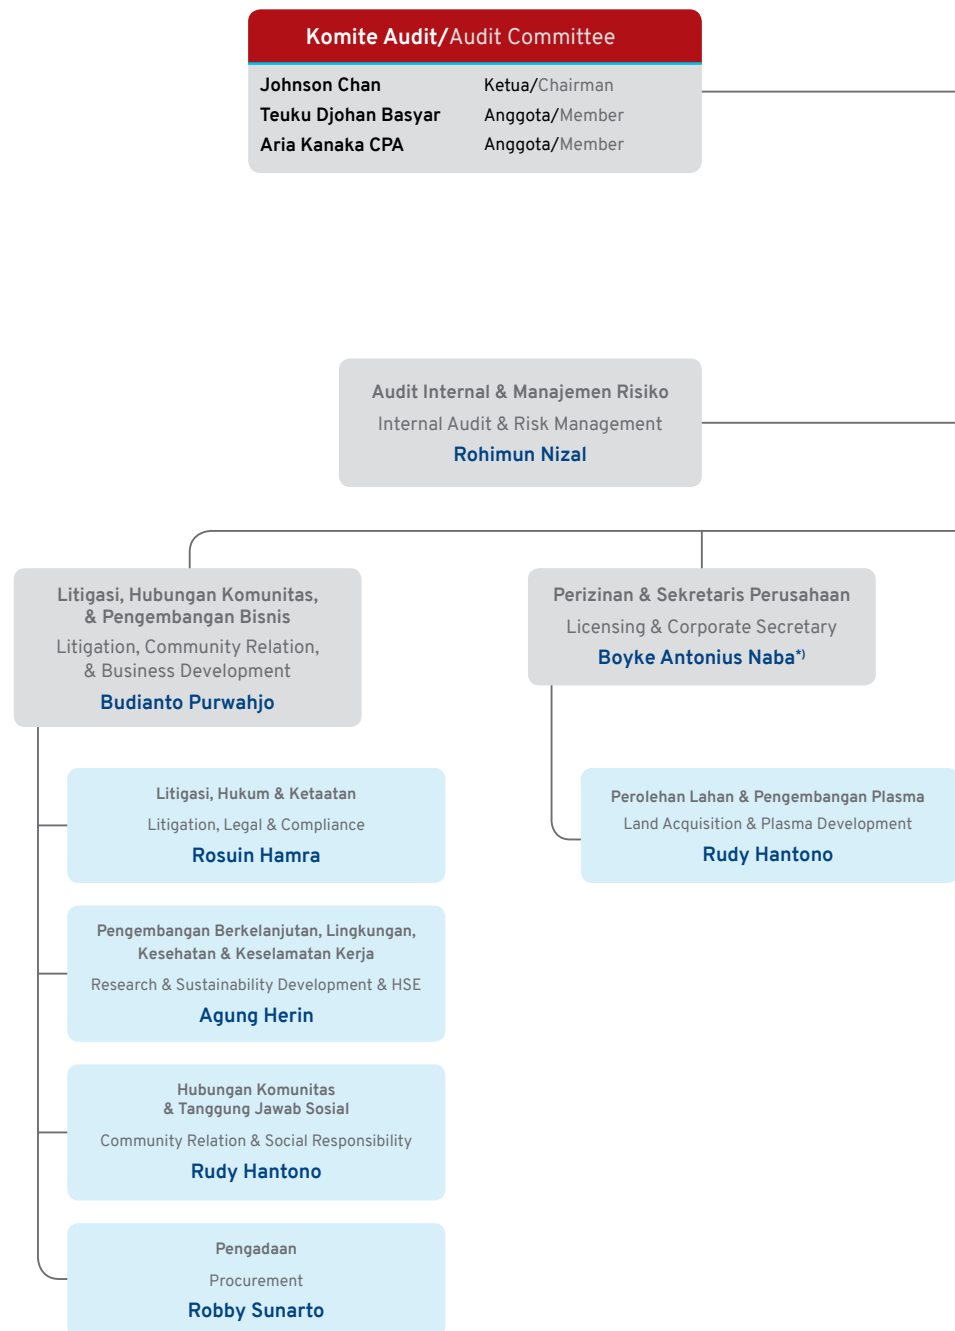 Komite Audit/Audit Committee
Johnson Chan Ketua/Chairman
Teuku Djohan Basyar Anggota/Member
Aria Kanaka CPA Anggota/Member
Audit Internal & Manajemen Risiko
Internal Audit & Risk Management
Rohimun Nizal
Litigasi, Hubungan Komunitas,
& Pengembangan Bisnis
Litigation, Community Relation,
& Business Development
Budianto Purwahjo
Perizinan & Sekretaris Perusahaan
Licensing & Corporate Secretary
Boyke Antonius Naba*)
Litigasi, Hukum & Ketaatan
Litigation, Legal & Compliance
Rosuin Hamra
Perolehan Lahan & Pengembangan Plasma
Land Acquisition & Plasma Development
Rudy Hantono
Pengembangan Berkelanjutan, Lingkungan,
Kesehatan & Keselamatan Kerja
Research & Sustainability Development & HSE
Agung Herin
Hubungan Komunitas
& Tanggung Jawab Sosial
Community Relation & Social Responsibility
Rudy Hantono
Pengadaan
Procurement
Robby Sunarto